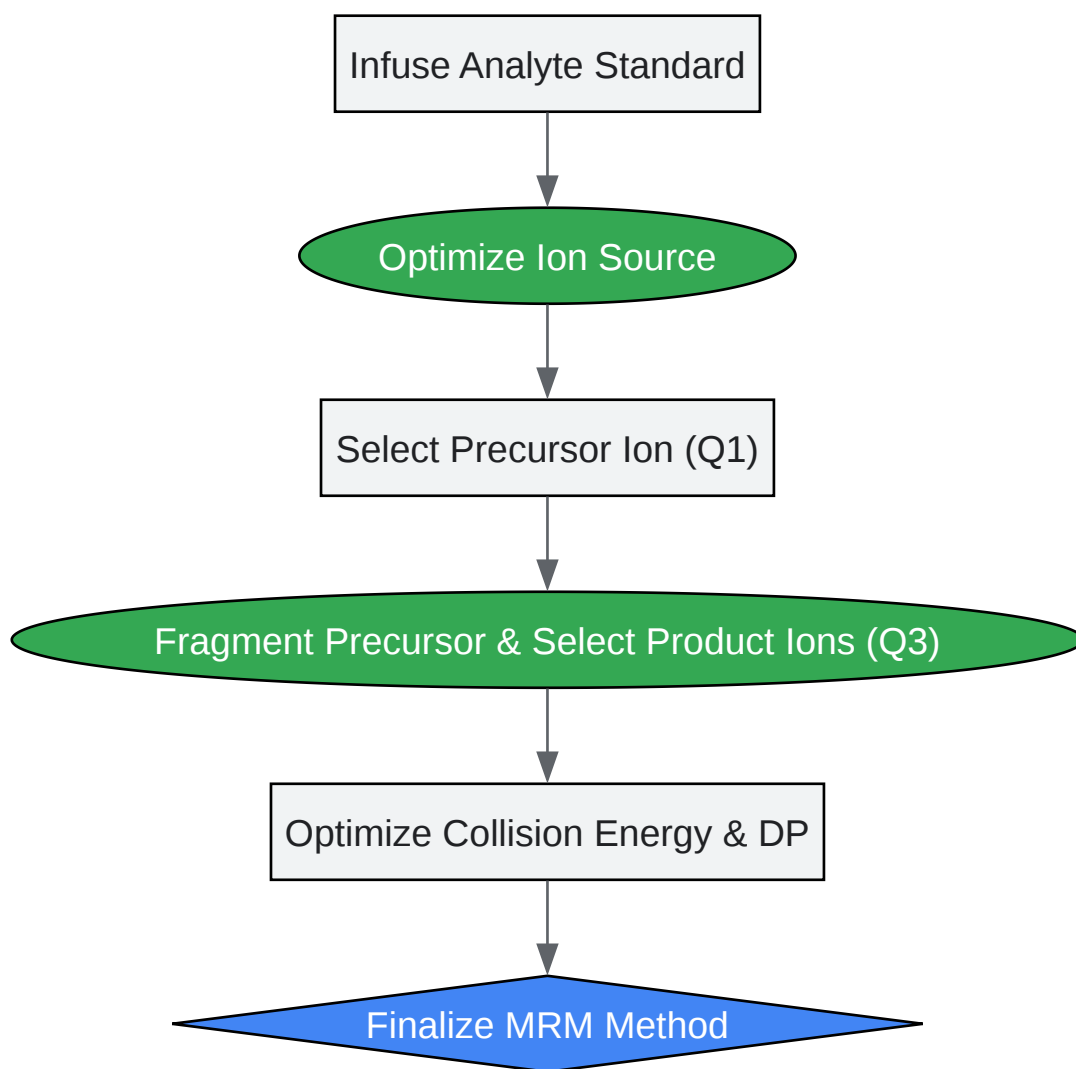 Infuse Analyte Standard
Optimize Ion Source
Select Precursor Ion (Q1)
Fragment Precursor & Select Product Ions (Q3)
Optimize Collision Energy & DP
Finalize MRM Method